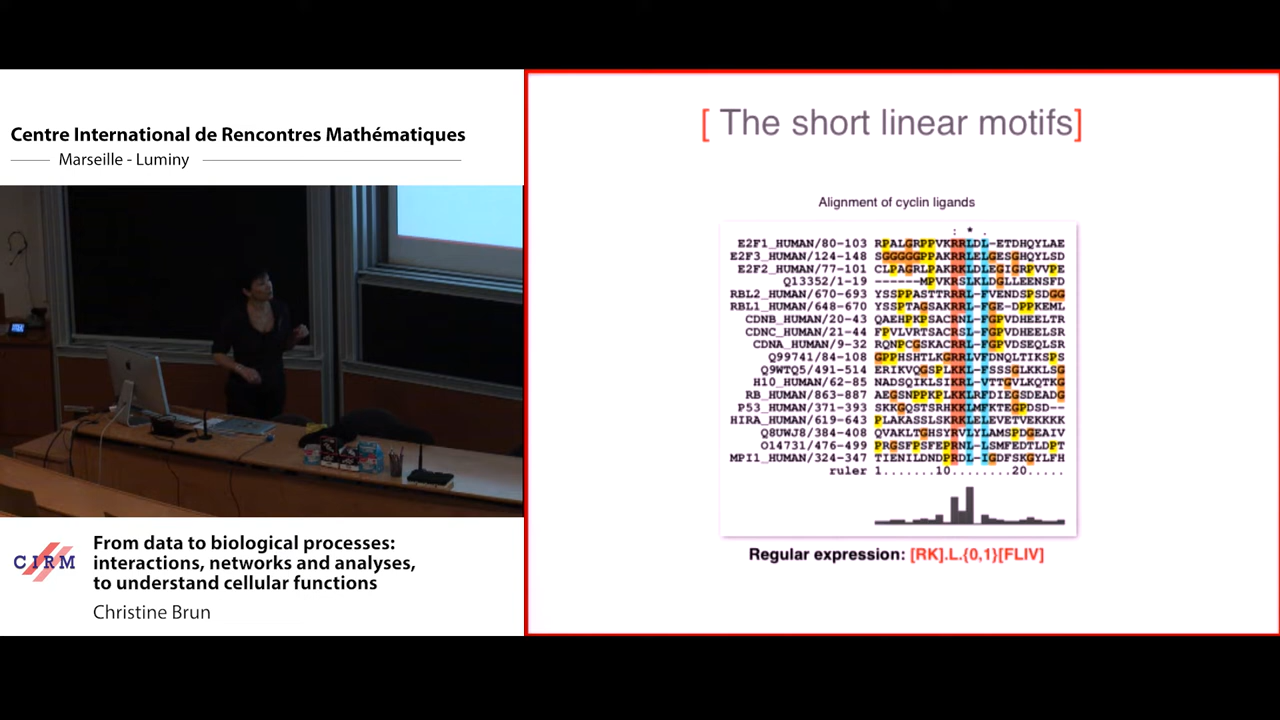 Centre International de Rencontres Mathématiques
Marseille - Luminy
CIRM
From data to biological processes:
interactions, networks and analyses,
to understand cellular functions
Christine Brun
[ The short linear motifs]
Alignment of cyclin ligands
: * .
E2F1_HUMAN/80-103 RPALGRPPVKRRLDL-ETDHQYLAE
E2F3_HUMAN/124-148 SGGGGGPPAKRRLELGESGHQYLSD
E2F2_HUMAN/77-101 CLPAGRLPAKRKLDLEGIGRPVVPE
Q13352/1-19 ------MPVKRSLKLDGLLEENSFD
RBL2_HUMAN/670-693 YSSPPASTTRRRL-FVENDSPSDGG
RBL1_HUMAN/648-670 YSSPTAGSAKRRL-FGE-DPPKEML
CDNB_HUMAN/20-43 QAEHPKPSACRNL-FGPVDHEELTR
CDNC_HUMAN/21-44 FPVLVRTSACRSL-FGPVDHEELSR
CDNA_HUMAN/9-32 RQNPCGSKACRRL-FGPVDSEQLSR
Q99741/84-108 GPPHSHTLKGRRLVFDNQLTIKSPS
Q9WTQ5/491-514 ERIKVQGSPLKKL-FSSSGLKKLSG
H10_HUMAN/62-85 NADSQIKLSIKRL-VTTGVLKQTKG
RB_HUMAN/863-887 AEGSNPPKPLKKLRFDIEGSDEADG
P53_HUMAN/371-393 SKKGQSTSRHKKLMFKTEGPDSD--
HIRA_HUMAN/619-643 PLAKASSLSKRKLELEVETVEKKKK
Q8UWJ8/384-408 QVAKLTGHSYRVLYLAMSPDGEAIV
O14731/476-499 PRGSFPSFEPRNL-LSMFEDTLDPT
MPI1_HUMAN/324-347 TIENILDNDPRDL-IGDFSKGYLFH
ruler 1.......10........20.....
Regular expression: [RK].L.{0,1}[FLIV]